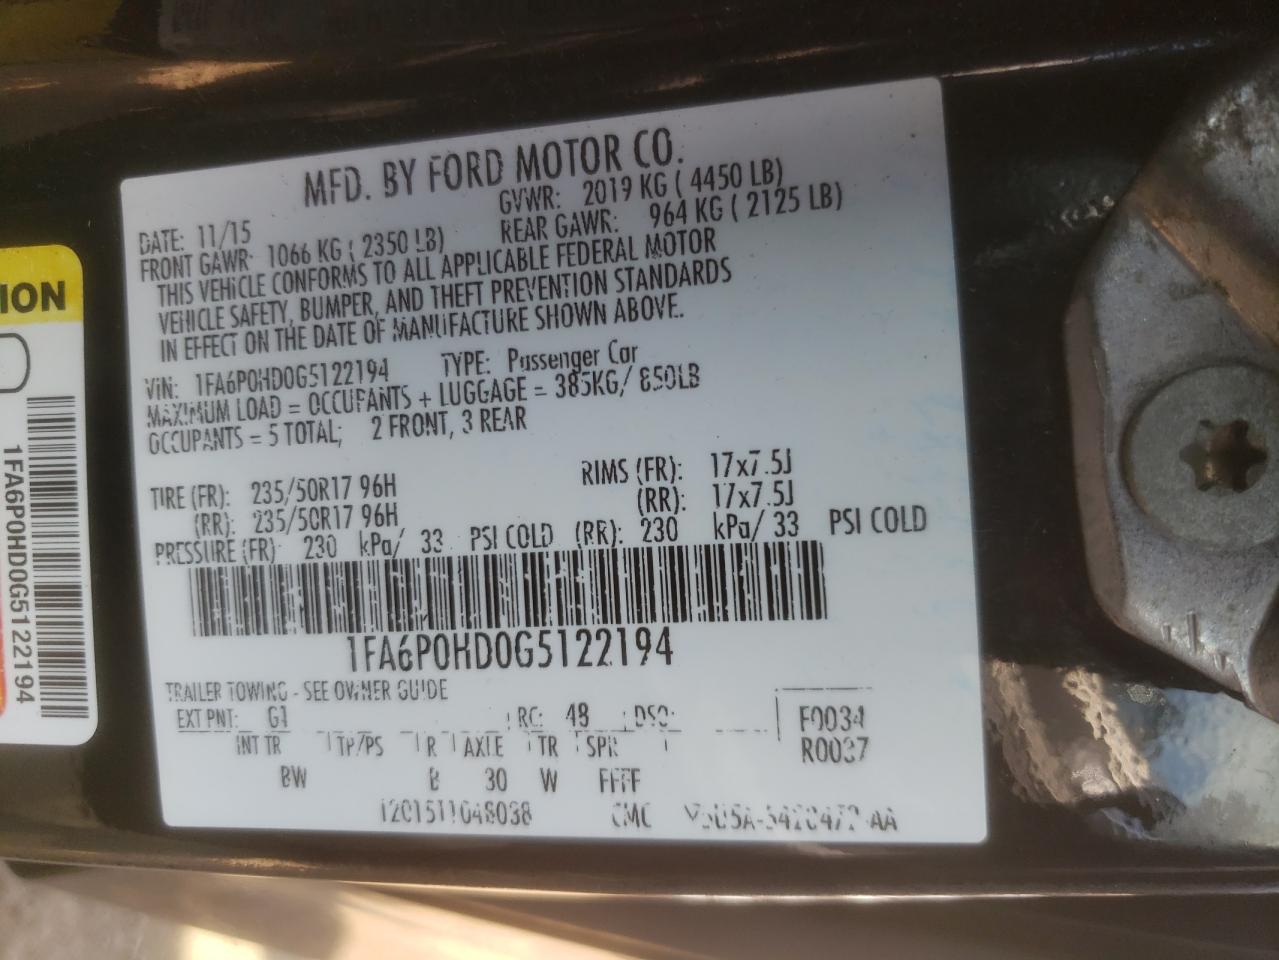 MFD. BY FORD MOTOR CO.
DATE: 11/15 GVWR: 2019 KG ( 4450 LB)
FRONT GAWR: 1066 KG ( 2350 LB) REAR GAWR: 964 KG ( 2125 LB)
THIS VEHICLE CONFORMS TO ALL APPLICABLE FEDERAL MOTOR
VEHICLE SAFETY, BUMPER, AND THEFT PREVENTION STANDARDS
IN EFFECT ON THE DATE OF MANUFACTURE SHOWN ABOVE.
VIN: 1FA6P0HD0G5122194 TYPE: Passenger Car
MAXIMUM LOAD = OCCUPANTS + LUGGAGE = 385KG/ 850LB
OCCUPANTS = 5 TOTAL; 2 FRONT, 3 REAR
TIRE (FR): 235/50R17 96H RIMS (FR): 17x7.5J
(RR): 235/50R17 96H (RR): 17x7.5J
PRESSURE (FR): 230 kPa/ 33 PSI COLD (RR): 230 kPa/ 33 PSI COLD
1FA6P0HD0G5122194
TRAILER TOWING - SEE OWNER GUIDE
EXT PNT: G1 RC: 48 DSO: F0034
INT TR TP/PS R AXLE TR SPR R0037
BW B 30 W FFFF
CMC
ION
1FA6P0HD0G5122194